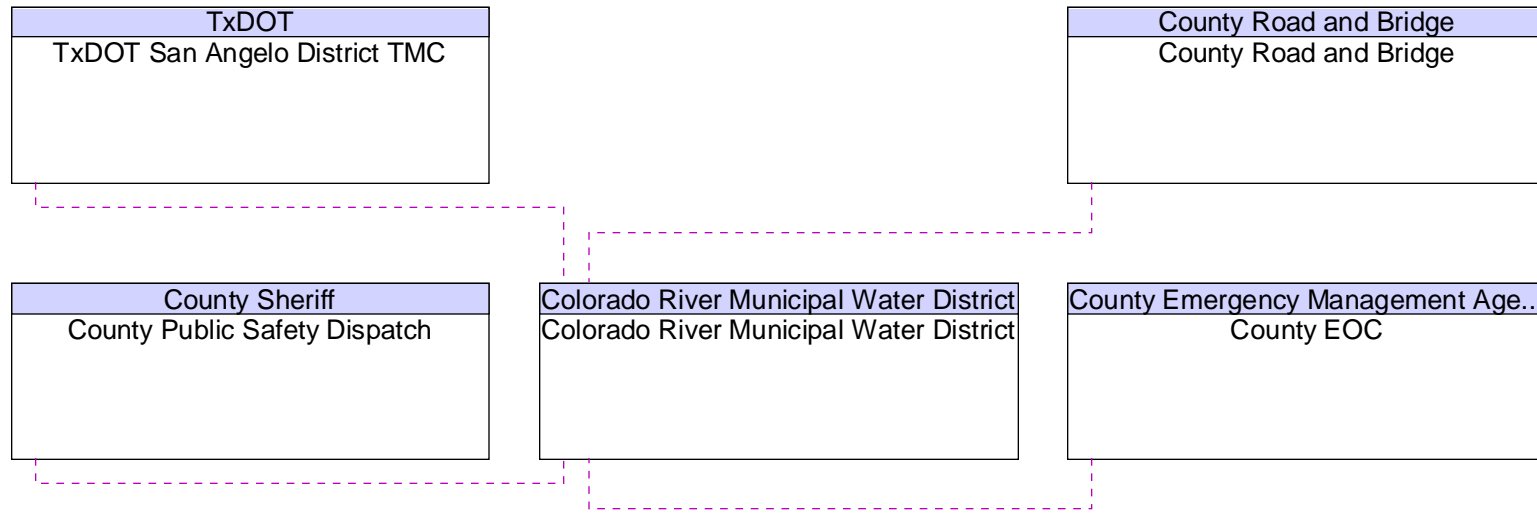 TxDOT
TxDOT San Angelo District TMC
County Road and Bridge
County Road and Bridge
County Sheriff
County Public Safety Dispatch
Colorado River Municipal Water District
Colorado River Municipal Water District
County Emergency Management Age..
County EOC